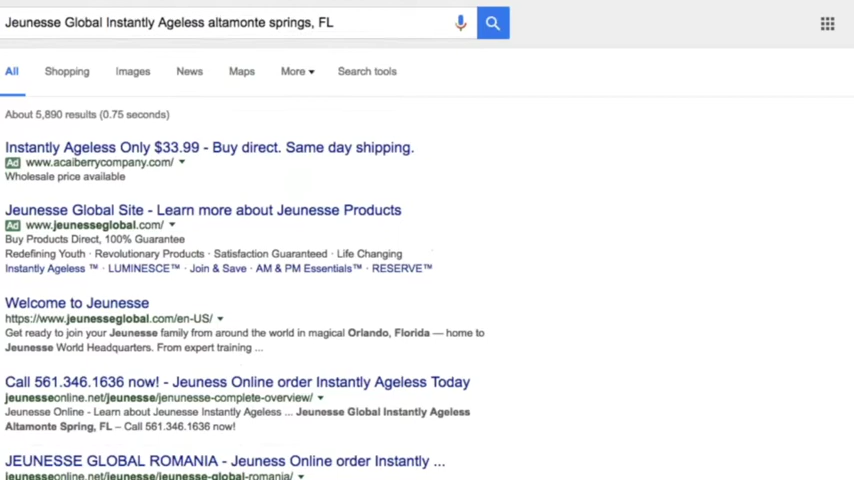 Jeunesse Global Instantly Ageless altamonte springs, FL
All Shopping Images News Maps More Search tools
About 5,890 results (0.75 seconds)
Instantly Ageless Only $33.99 - Buy direct. Same day shipping.
Ad www.acaiberrycompany.com/
Wholesale price available
Jeunesse Global Site - Learn more about Jeunesse Products
Ad www.jeunesseglobal.com/
Buy Products Direct, 100% Guarantee
Redefining Youth · Revolutionary Products · Satisfaction Guaranteed · Life Changing
Instantly Ageless ™ · LUMINESCE™ · Join & Save · AM & PM Essentials™ · RESERVE™
Welcome to Jeunesse
https://www.jeunesseglobal.com/en-US/
Get ready to join your Jeunesse family from around the world in magical Orlando, Florida — home to
Jeunesse World Headquarters. From expert training ...
Call 561.346.1636 now! - Jeuness Online order Instantly Ageless Today
jeunesseonline.net/jeunesse/jenunesse-complete-overview/
Jeunesse Online - Learn about Jeunesse Instantly Ageless ... Jeunesse Global Instantly Ageless
Altamonte Spring, FL – Call 561.346.1636 now!
JEUNESSE GLOBAL ROMANIA - Jeuness Online order Instantly ...
jeunesseonline.net/jeunesse/jeunesse-global-romania/